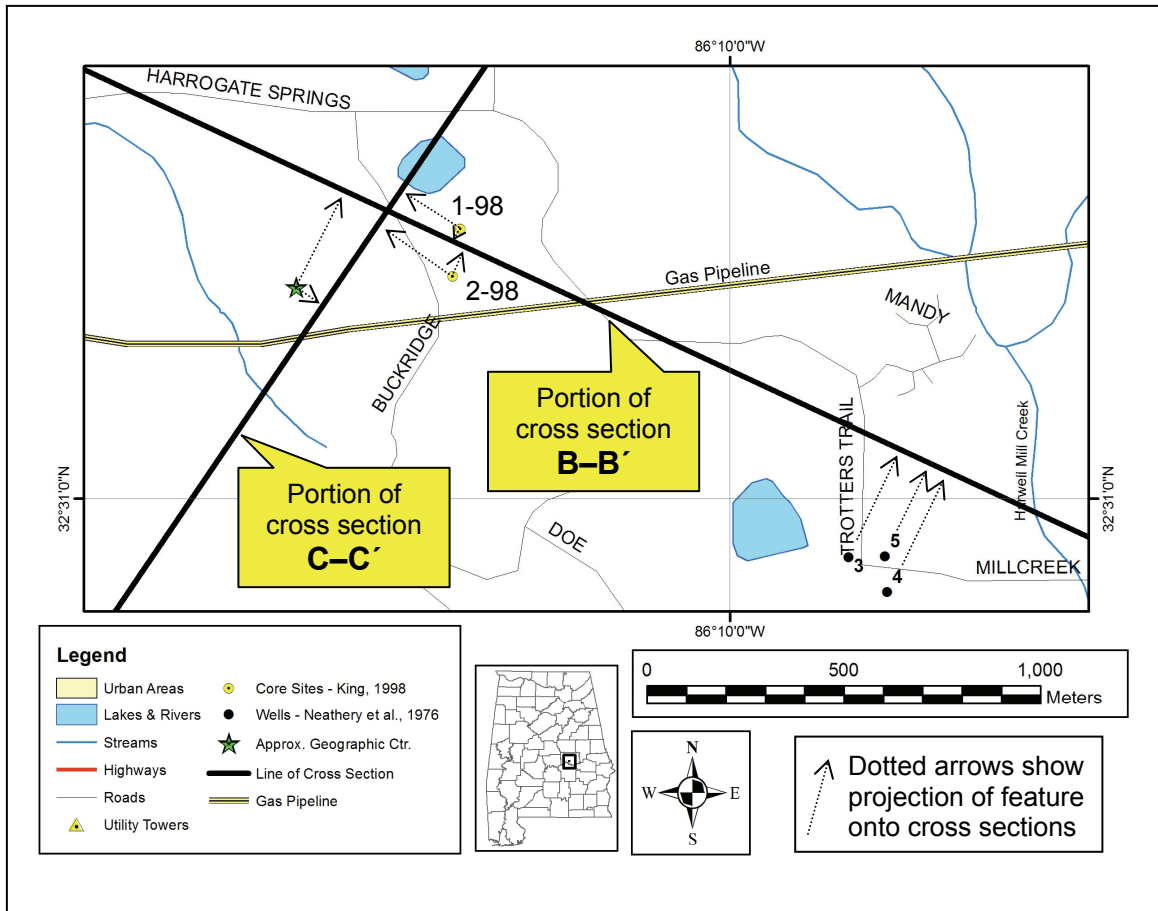 86°10'0"W
HARROGATE SPRINGS
1-98
2-98
Gas Pipeline
MANDY
BUCKRIDGE
Portion of
cross section
B–B´
TROTTERS TRAIL
Harwell Mill Creek
32°31'0"N
32°31'0"N
Portion of
cross section
C–C´
DOE
5
3
4
MILLCREEK
86°10'0"W
Legend
Urban Areas
Lakes & Rivers
Streams
Highways
Roads
Utility Towers
Core Sites - King, 1998
Wells - Neathery et al., 1976
Approx. Geographic Ctr.
Line of Cross Section
Gas Pipeline
0 500 1,000
Meters
N
W E
S
Dotted arrows show
projection of feature
onto cross sections